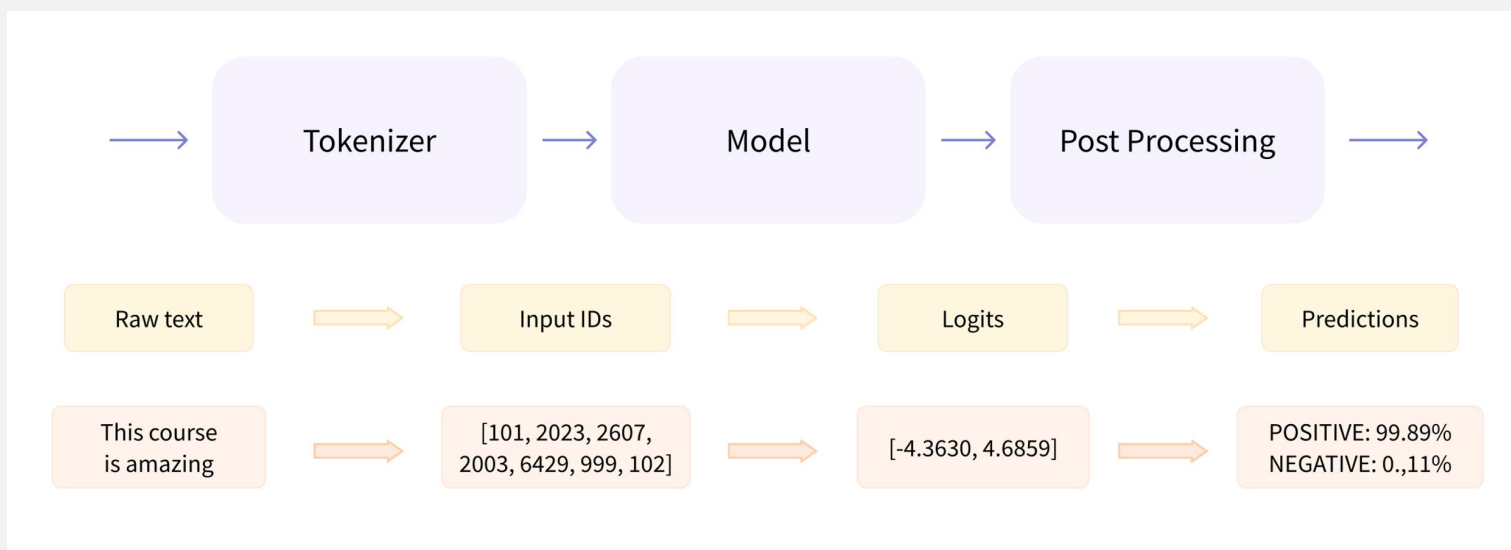 Tokenizer
Model
Post Processing
Raw text
Input IDs
Logits
Predictions
This course
is amazing
[101, 2023, 2607,
2003, 6429, 999, 102]
[-4.3630, 4.6859]
POSITIVE: 99.89%
NEGATIVE: 0.,11%